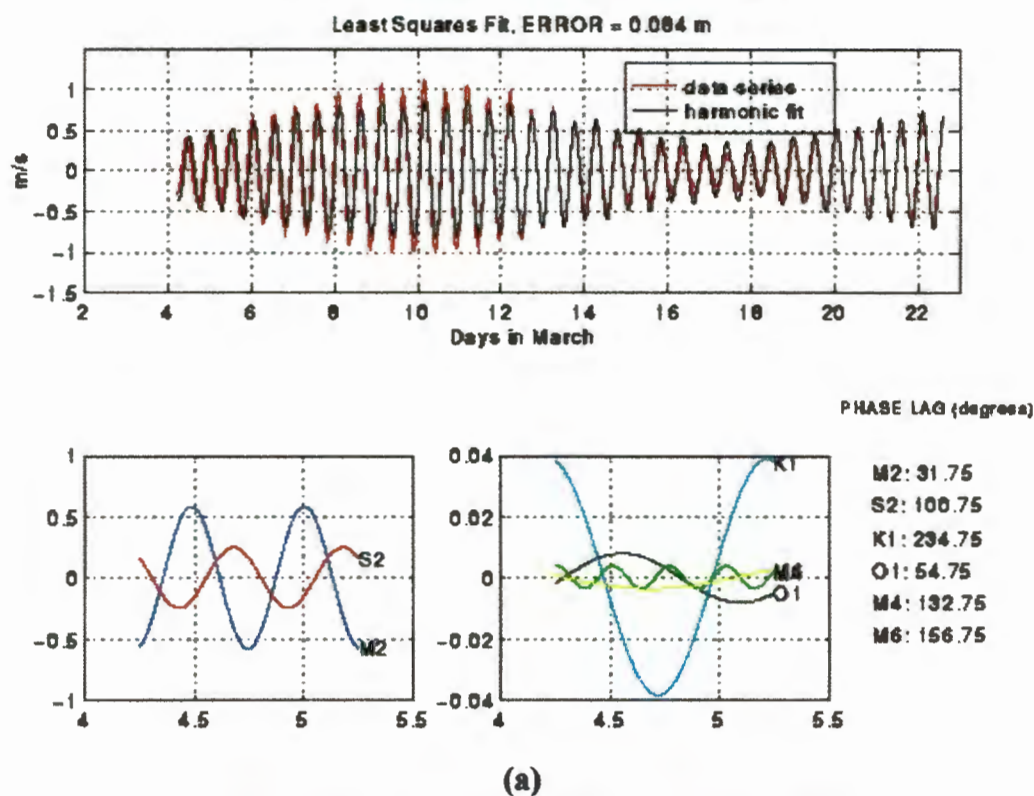 Least Squares Fit, ERROR = 0.084 m
1
0.5
0
−0.5
−1
−1.5
m/s
data series
harmonic fit
2 4 6 8 10 12 14 16 18 20 22
Days in March
PHASE LAG (degress)
1
0.5
0
−0.5
−1
S2
M2
4 4.5 5 5.5
0.04
0.02
0
−0.02
−0.04
K1
O1
4 4.5 5 5.5
M2: 31.75
S2: 100.75
K1: 234.75
O1: 54.75
M4: 132.75
M6: 156.75
(a)